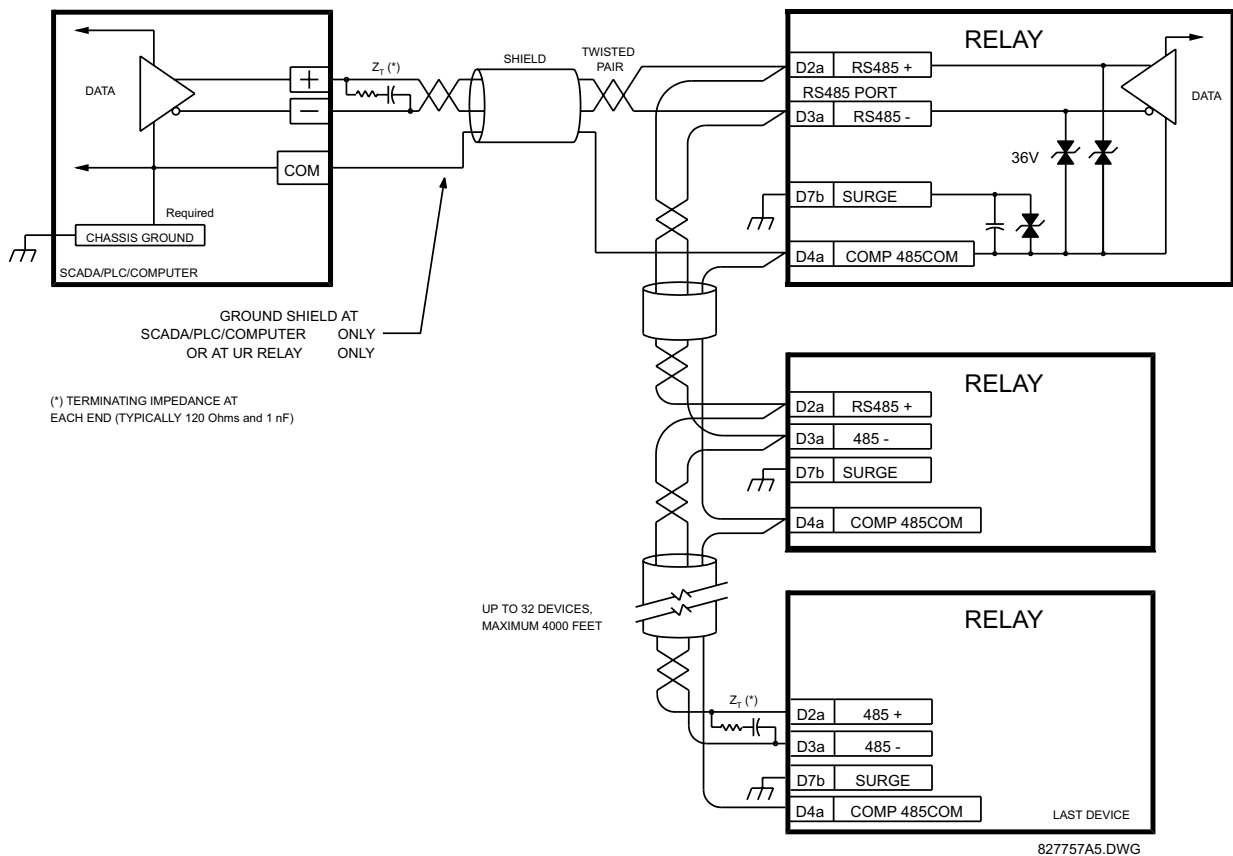 DATA
+
−
COM
Required
CHASSIS GROUND
SCADA/PLC/COMPUTER
Z_T (*)
SHIELD
TWISTED
PAIR
GROUND SHIELD AT
SCADA/PLC/COMPUTER ONLY
OR AT UR RELAY ONLY
(*) TERMINATING IMPEDANCE AT
EACH END (TYPICALLY 120 Ohms and 1 nF)
RELAY
D2a RS485 +
RS485 PORT
D3a RS485 -
DATA
36V
D7b SURGE
D4a COMP 485COM
RELAY
D2a RS485 +
D3a 485 -
D7b SURGE
D4a COMP 485COM
UP TO 32 DEVICES,
MAXIMUM 4000 FEET
RELAY
Z_T (*)
D2a 485 +
D3a 485 -
D7b SURGE
D4a COMP 485COM
LAST DEVICE
827757A5.DWG